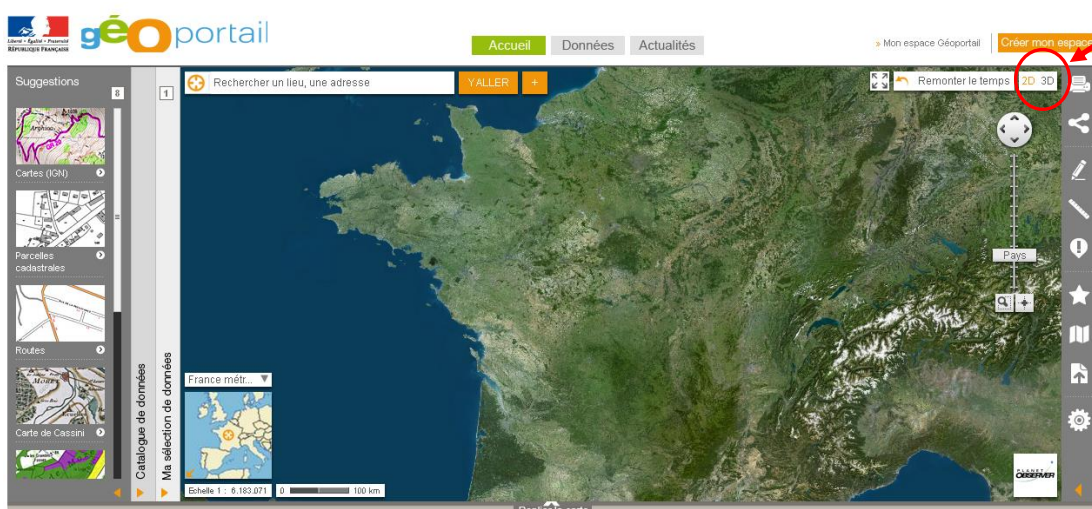 Liberté • Égalité • Fraternité
RÉPUBLIQUE FRANÇAISE
géoportail
Accueil
Données
Actualités
» Mon espace Géoportail
Créer mon espace
Suggestions
8
1
Rechercher un lieu, une adresse
Y ALLER
+
Remonter le temps
2D 3D
Cartes (IGN)
Parcelles
cadastrales
Routes
Carte de Cassini
Catalogue de données
Ma sélection de données
Pays
France métr...
Echelle 1 : 6.183.071
0
100 km
PLANET
OBSERVER